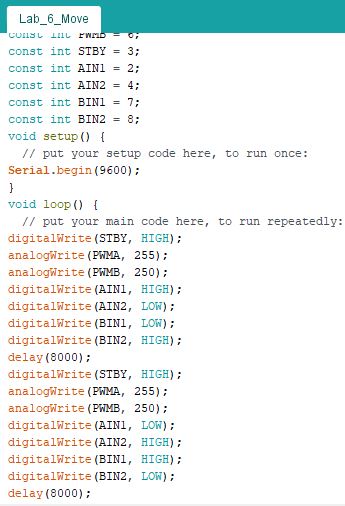 Lab_6_Move
const int PWMB = 6;
const int STBY = 3;
const int AIN1 = 2;
const int AIN2 = 4;
const int BIN1 = 7;
const int BIN2 = 8;
void setup() {
// put your setup code here, to run once:
Serial.begin(9600);
}
void loop() {
// put your main code here, to run repeatedly:
digitalWrite(STBY, HIGH);
analogWrite(PWMA, 255);
analogWrite(PWMB, 250);
digitalWrite(AIN1, HIGH);
digitalWrite(AIN2, LOW);
digitalWrite(BIN1, LOW);
digitalWrite(BIN2, HIGH);
delay(8000);
digitalWrite(STBY, HIGH);
analogWrite(PWMA, 255);
analogWrite(PWMB, 250);
digitalWrite(AIN1, LOW);
digitalWrite(AIN2, HIGH);
digitalWrite(BIN1, HIGH);
digitalWrite(BIN2, LOW);
delay(8000);